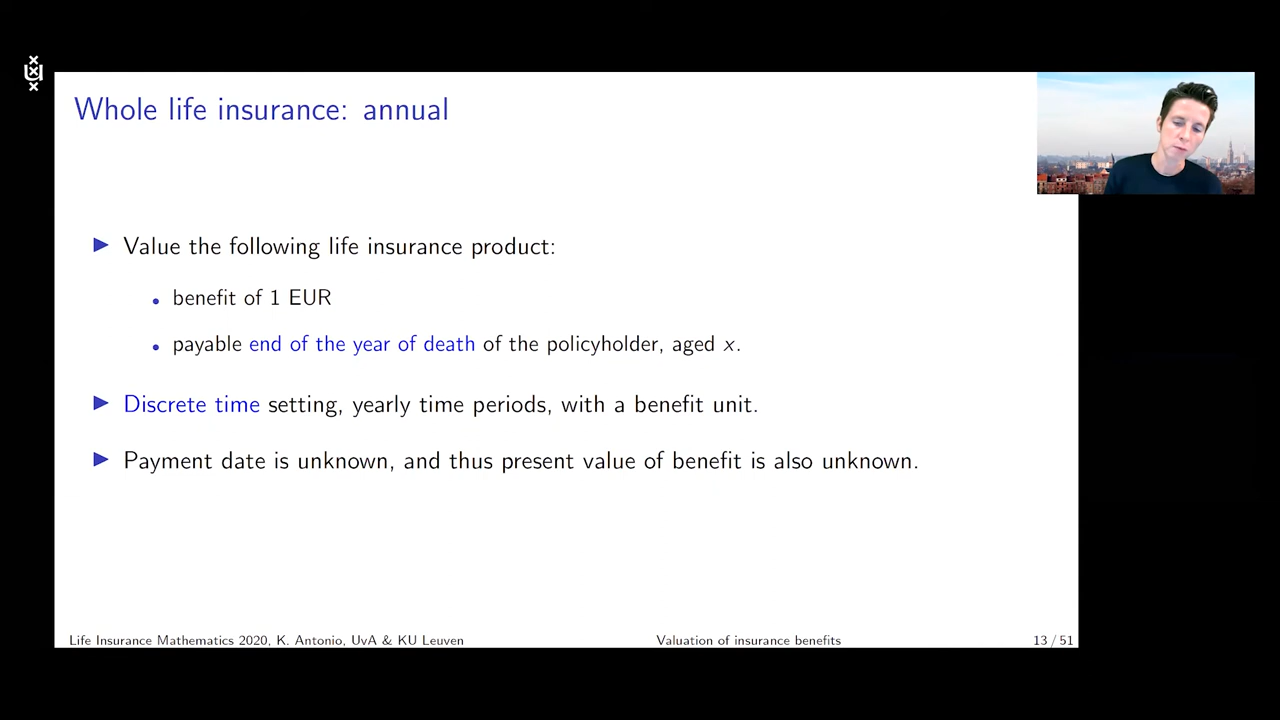 Whole life insurance: annual
Value the following life insurance product:
benefit of 1 EUR
payable end of the year of death of the policyholder, aged x.
Discrete time setting, yearly time periods, with a benefit unit.
Payment date is unknown, and thus present value of benefit is also unknown.
Life Insurance Mathematics 2020, K. Antonio, UvA & KU Leuven
Valuation of insurance benefits
13 / 51